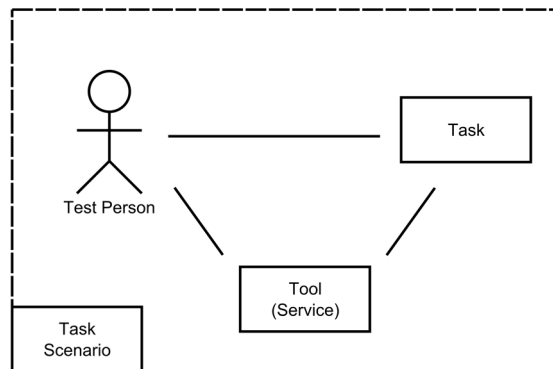 Task
Test Person
Tool
(Service)
Task
Scenario